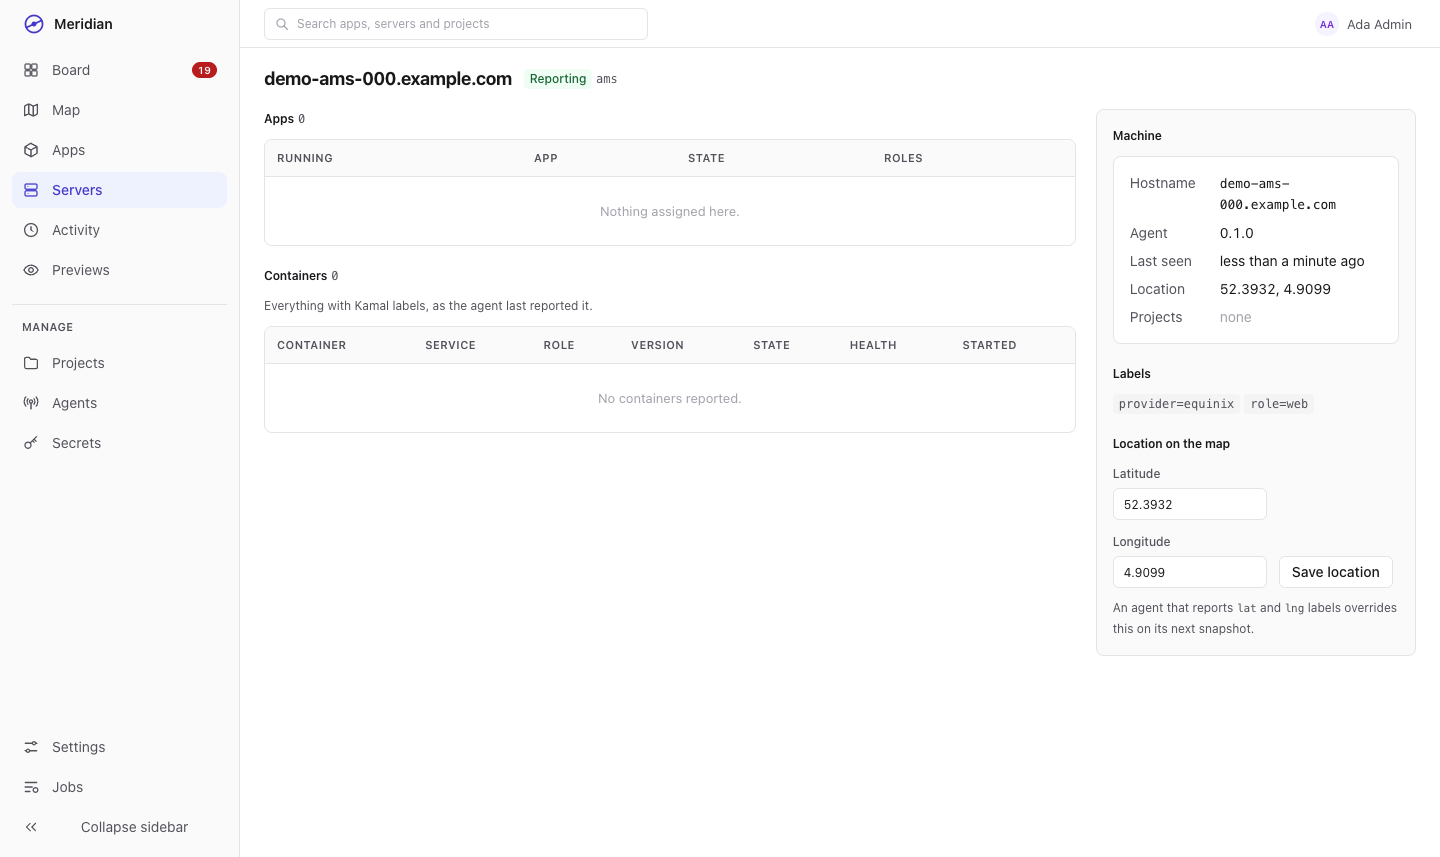 Meridian
Search apps, servers and projects
AA
Ada Admin
Board
19
Map
Apps
Servers
Activity
Previews
MANAGE
Projects
Agents
Secrets
Settings
Jobs
Collapse sidebar
demo-ams-000.example.com
Reporting
ams
Apps 0
RUNNING APP STATE ROLES
Nothing assigned here.
Containers 0
Everything with Kamal labels, as the agent last reported it.
CONTAINER SERVICE ROLE VERSION STATE HEALTH STARTED
No containers reported.
Machine
Hostname demo-ams-
000.example.com
Agent 0.1.0
Last seen less than a minute ago
Location 52.3932, 4.9099
Projects none
Labels
provider=equinix role=web
Location on the map
Latitude
52.3932
Longitude
4.9099
Save location
An agent that reports lat and lng labels overrides
this on its next snapshot.